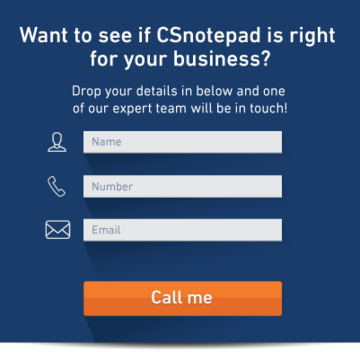 Want to see if CSnotepad is right
for your business?
Drop your details in below and one
of our expert team will be in touch!
Name
Number
Email
Call me